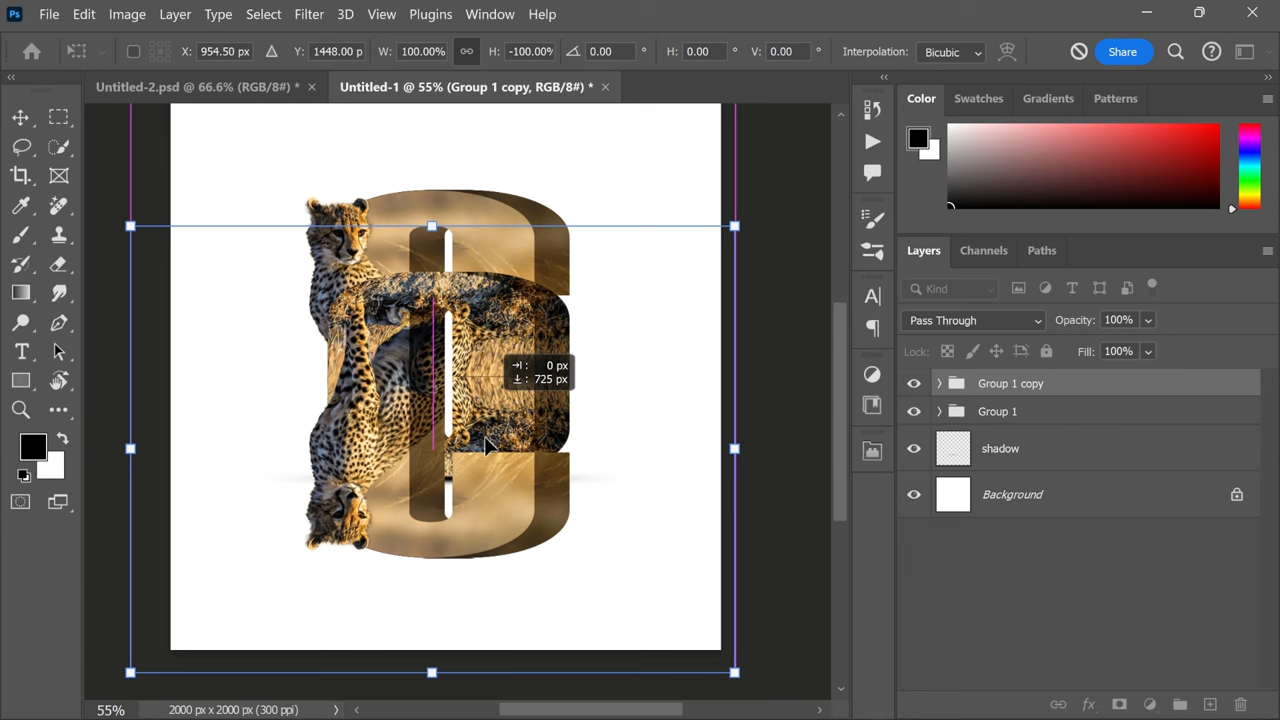 Ps File Edit Image Layer Type Select Filter 3D View Plugins Window Help
X: 954.50 px Y: 1448.00 p W: 100.00% H: -100.00% 0.00 ° H: 0.00 ° V: 0.00 ° Interpolation: Bicubic Share
Untitled-2.psd @ 66.6% (RGB/8#) * × Untitled-1 @ 55% (Group 1 copy, RGB/8#) * ×
Color Swatches Gradients Patterns
Layers Channels Paths
Kind
Pass Through Opacity: 100%
Lock: Fill: 100%
Group 1 copy
Group 1
shadow
Background
→: 0 px
↓: 725 px
55% 2000 px x 2000 px (300 ppi)